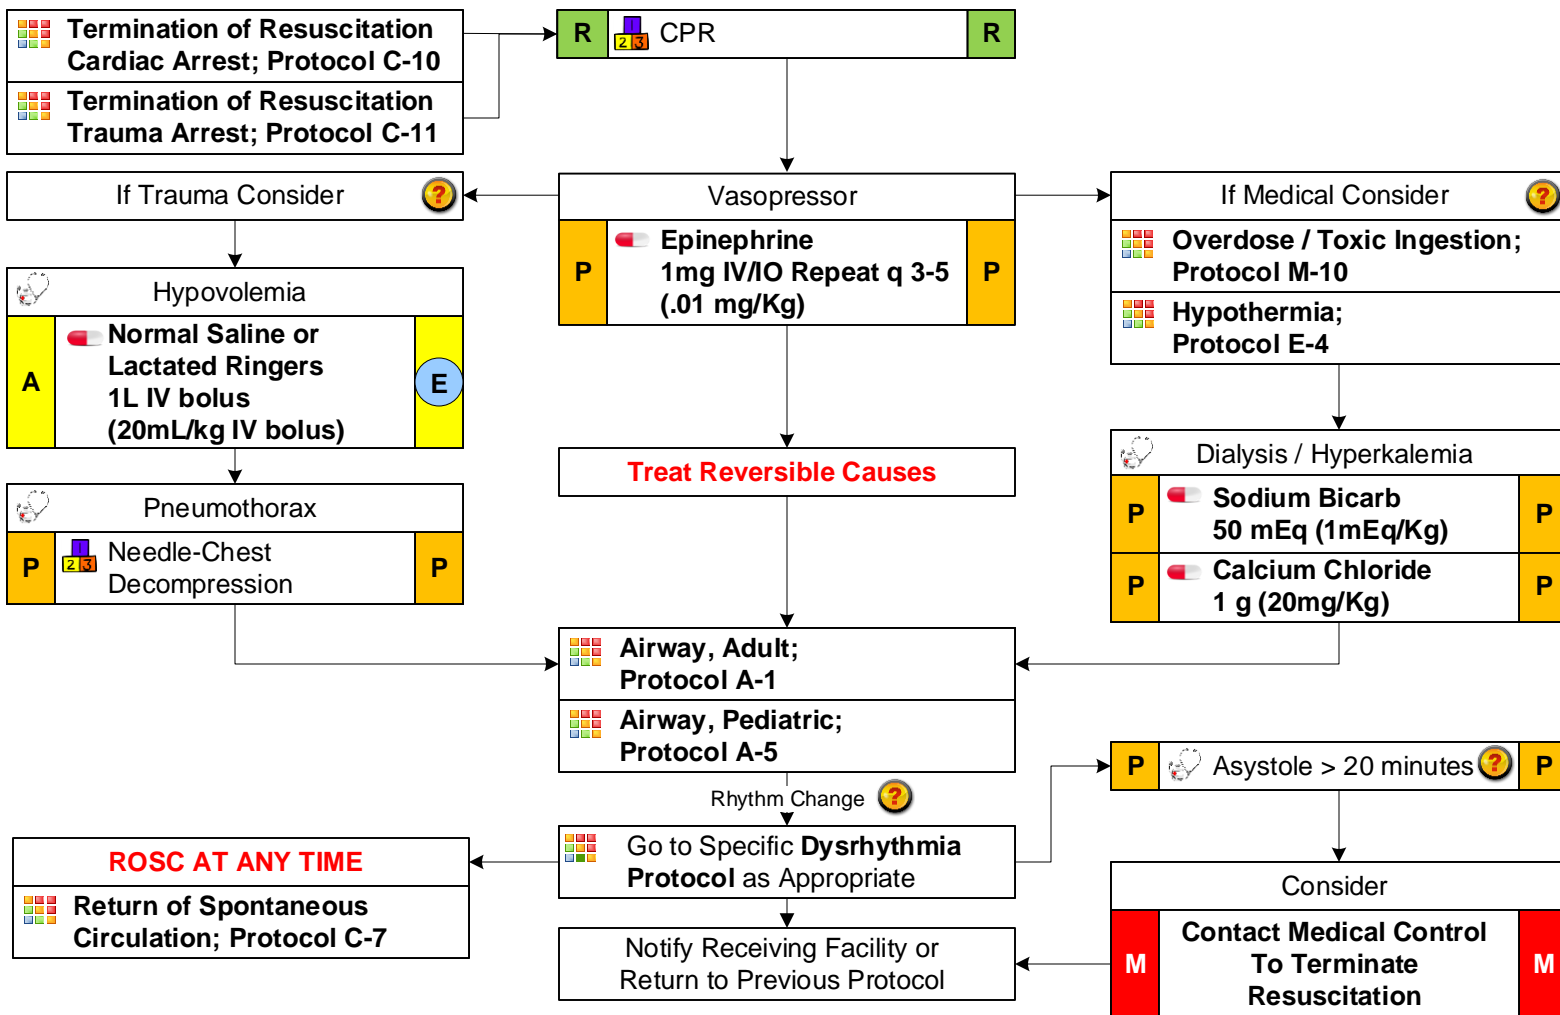 Termination of Resuscitation
Cardiac Arrest; Protocol C-10
Termination of Resuscitation
Trauma Arrest; Protocol C-11
R
1
2 3
CPR
R
If Trauma Consider
?
Vasopressor
If Medical Consider
?
P
Epinephrine
1mg IV/IO Repeat q 3-5
(.01 mg/Kg)
P
Overdose / Toxic Ingestion;
Protocol M-10
Hypothermia;
Protocol E-4
Hypovolemia
A
Normal Saline or
Lactated Ringers
1L IV bolus
(20mL/kg IV bolus)
E
Treat Reversible Causes
Dialysis / Hyperkalemia
P
Sodium Bicarb
50 mEq (1mEq/Kg)
P
P
Calcium Chloride
1 g (20mg/Kg)
P
Pneumothorax
P
1
2 3
Needle-Chest
Decompression
P
Airway, Adult;
Protocol A-1
Airway, Pediatric;
Protocol A-5
Rhythm Change
?
P
Asystole > 20 minutes
?
P
Go to Specific Dysrhythmia
Protocol as Appropriate
ROSC AT ANY TIME
Return of Spontaneous
Circulation; Protocol C-7
Consider
M
Contact Medical Control
To Terminate
Resuscitation
M
Notify Receiving Facility or
Return to Previous Protocol